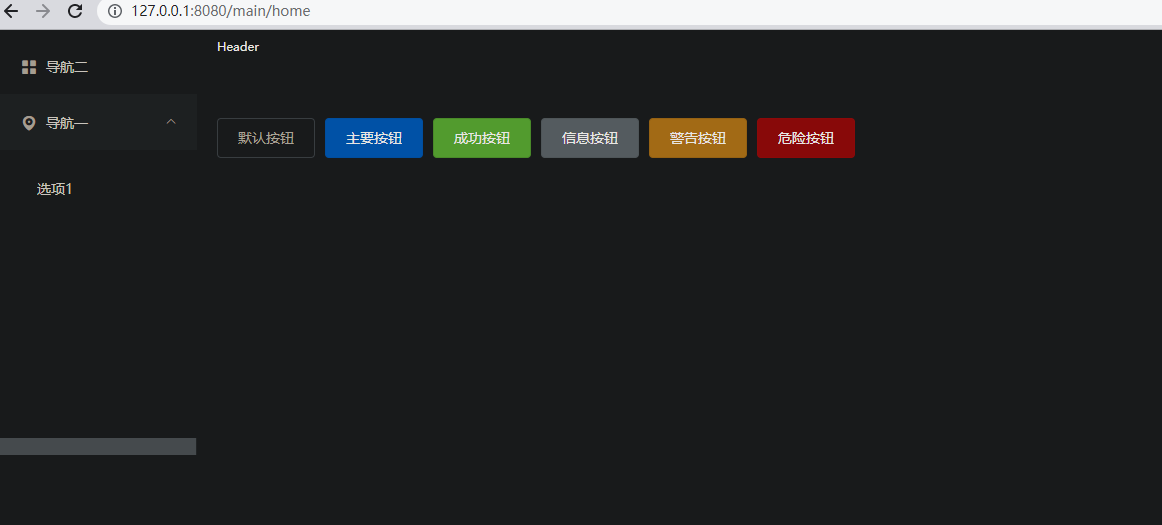 127.0.0.1:8080/main/home
Header
导航二
导航一
选项1
默认按钮 主要按钮 成功按钮 信息按钮 警告按钮 危险按钮